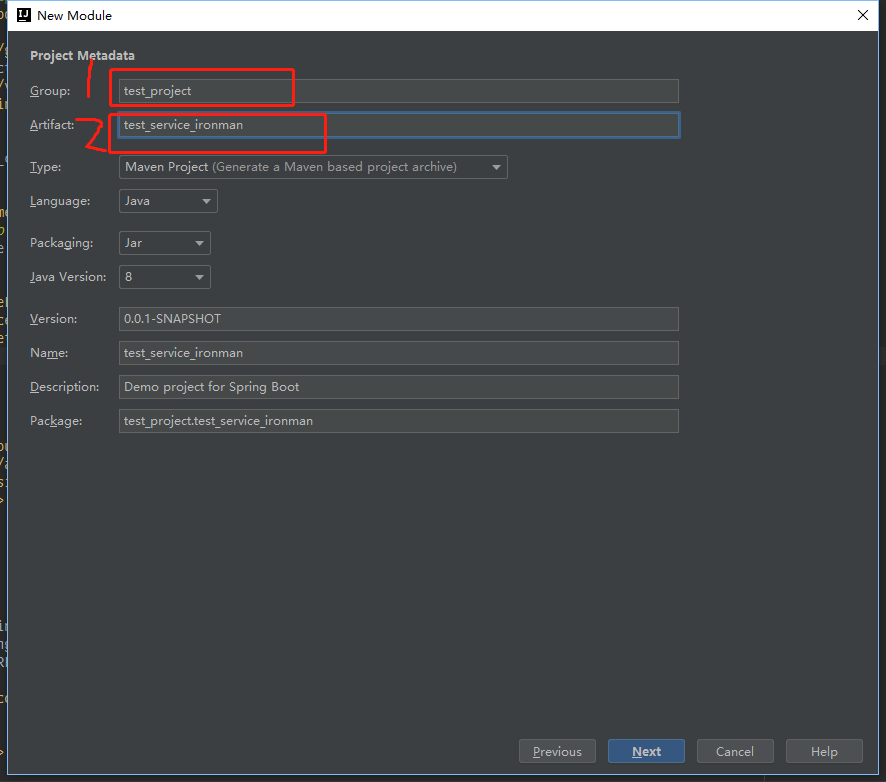 New Module
Project Metadata
1
Group: test_project
2
Artifact: test_service_ironman
Type: Maven Project (Generate a Maven based project archive)
Language: Java
Packaging: Jar
Java Version: 8
Version: 0.0.1-SNAPSHOT
Name: test_service_ironman
Description: Demo project for Spring Boot
Package: test_project.test_service_ironman
Previous Next Cancel Help